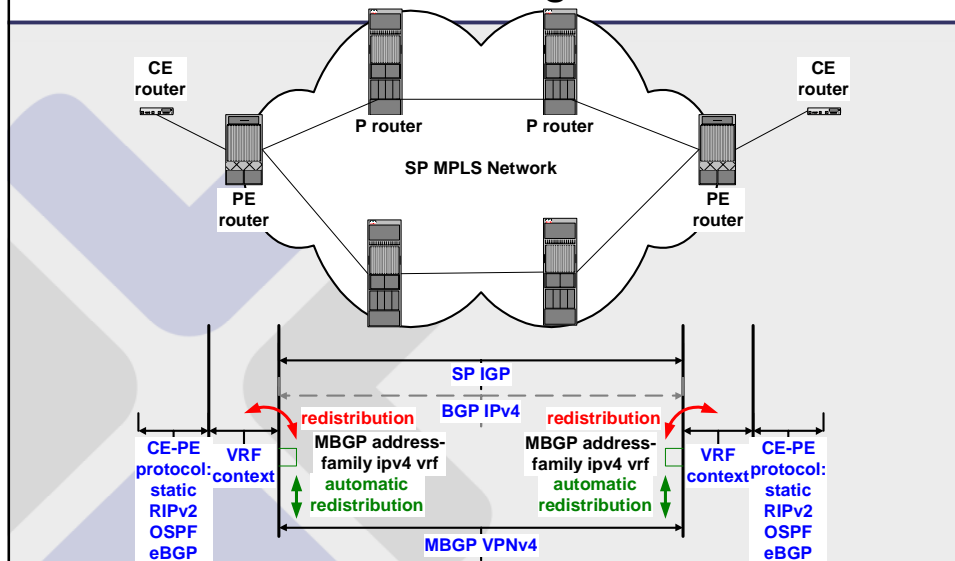 CE
router
CE
router
P router
P router
SP MPLS Network
PE
router
PE
router
SP IGP
BGP IPv4
redistribution
redistribution
MBGP address-
family ipv4 vrf
MBGP address-
family ipv4 vrf
automatic
redistribution
automatic
redistribution
CE-PE
protocol:
static
RIPv2
OSPF
eBGP
VRF
context
VRF
context
CE-PE
protocol:
static
RIPv2
OSPF
eBGP
MBGP VPNv4